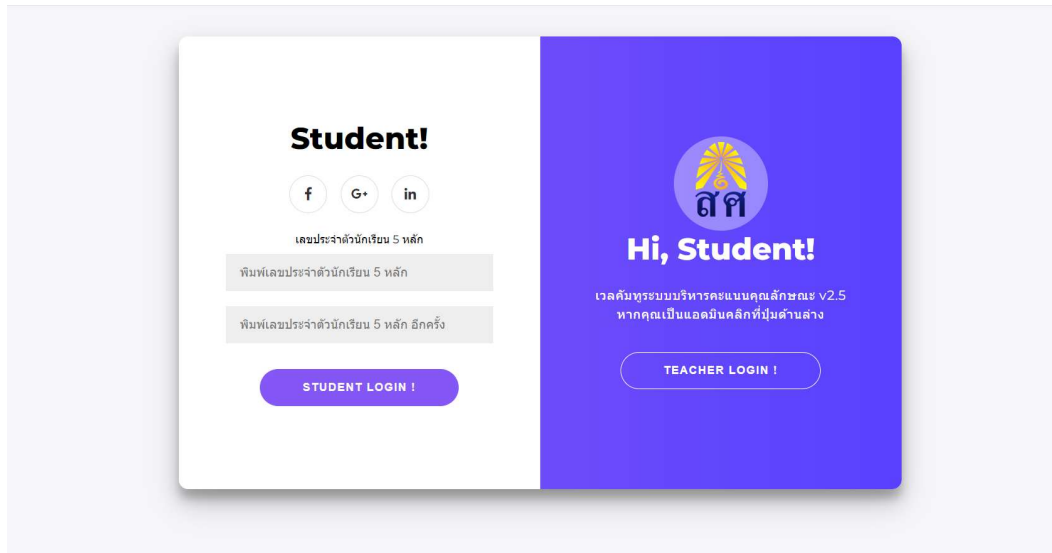 Student!
f G+ in
เลขประจำตัวนักเรียน 5 หลัก
พิมพ์เลขประจำตัวนักเรียน 5 หลัก
พิมพ์เลขประจำตัวนักเรียน 5 หลัก อีกครั้ง
STUDENT LOGIN !
สศ
Hi, Student!
เวลคัมทูระบบบริหารคะแนนคุณลักษณะ v2.5
หากคุณเป็นแอดมินคลิกที่ปุ่มด้านล่าง
TEACHER LOGIN !